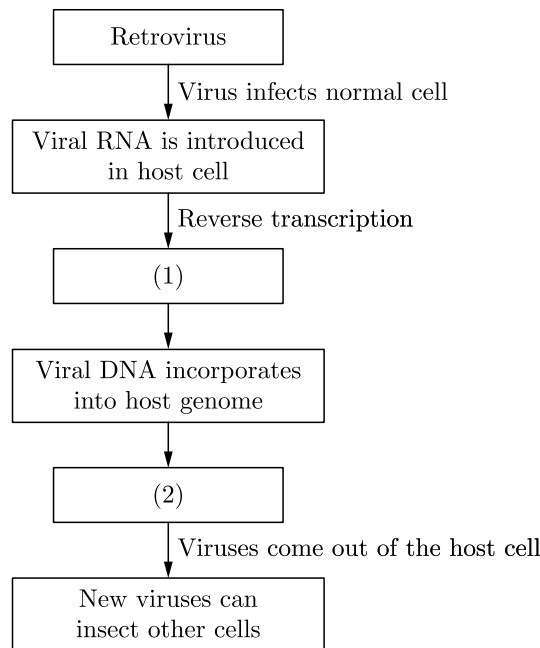 Retrovirus
Virus infects normal cell
Viral RNA is introduced
in host cell
Reverse transcription
(1)
Viral DNA incorporates
into host genome
(2)
Viruses come out of the host cell
New viruses can
insect other cells